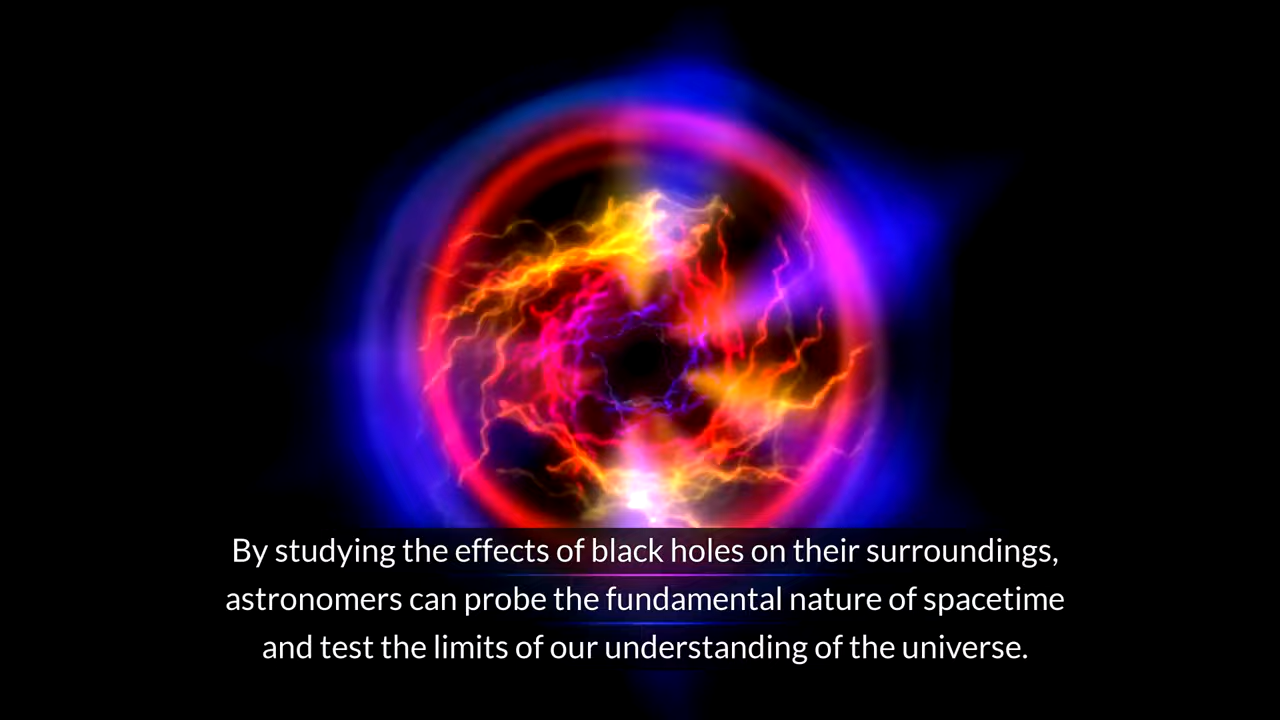 By studying the effects of black holes on their surroundings,
astronomers can probe the fundamental nature of spacetime
and test the limits of our understanding of the universe.